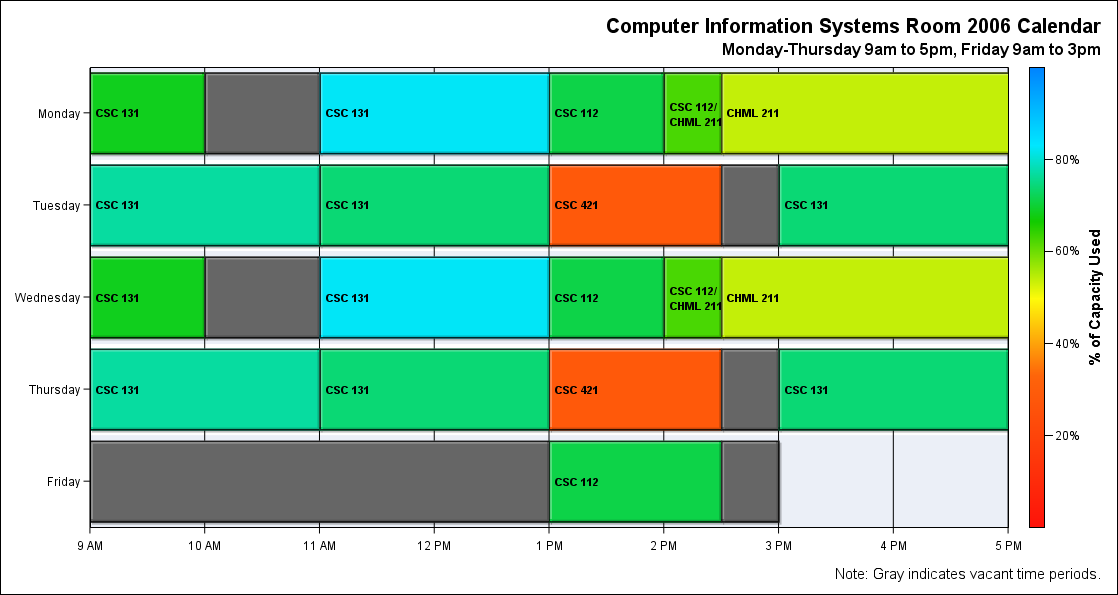 Computer Information Systems Room 2006 Calendar
Monday-Thursday 9am to 5pm, Friday 9am to 3pm
Monday
CSC 131
CSC 131
CSC 112
CSC 112/
CHML 211
CHML 211
Tuesday
CSC 131
CSC 131
CSC 421
CSC 131
Wednesday
CSC 131
CSC 131
CSC 112
CSC 112/
CHML 211
CHML 211
Thursday
CSC 131
CSC 131
CSC 421
CSC 131
Friday
CSC 112
9 AM 10 AM 11 AM 12 PM 1 PM 2 PM 3 PM 4 PM 5 PM
80%
60%
40%
20%
% of Capacity Used
Note: Gray indicates vacant time periods.